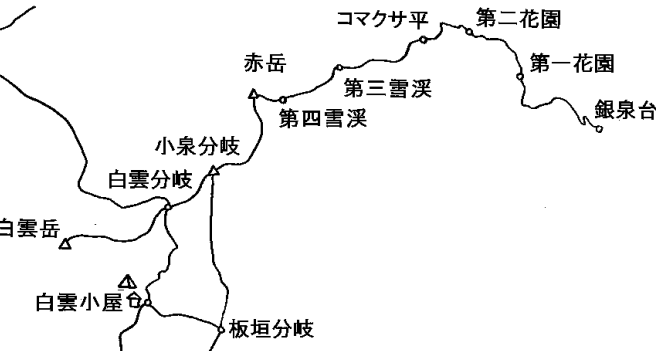 コマクサ平
第二花園
赤岳
第一花園
第三雪渓
銀泉台
第四雪渓
小泉分岐
白雲分岐
白雲岳
白雲小屋
板垣分岐